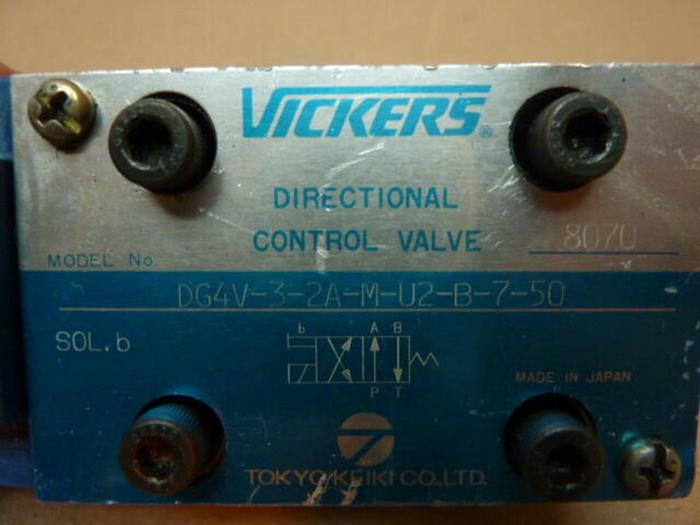 VICKERS®
DIRECTIONAL
CONTROL VALVE 8070
MODEL No
DG4V-3-2A-M-U2-B-7-50
SOL.b
b A B
P T
MADE IN JAPAN
TOKYO KEIKI CO., LTD.